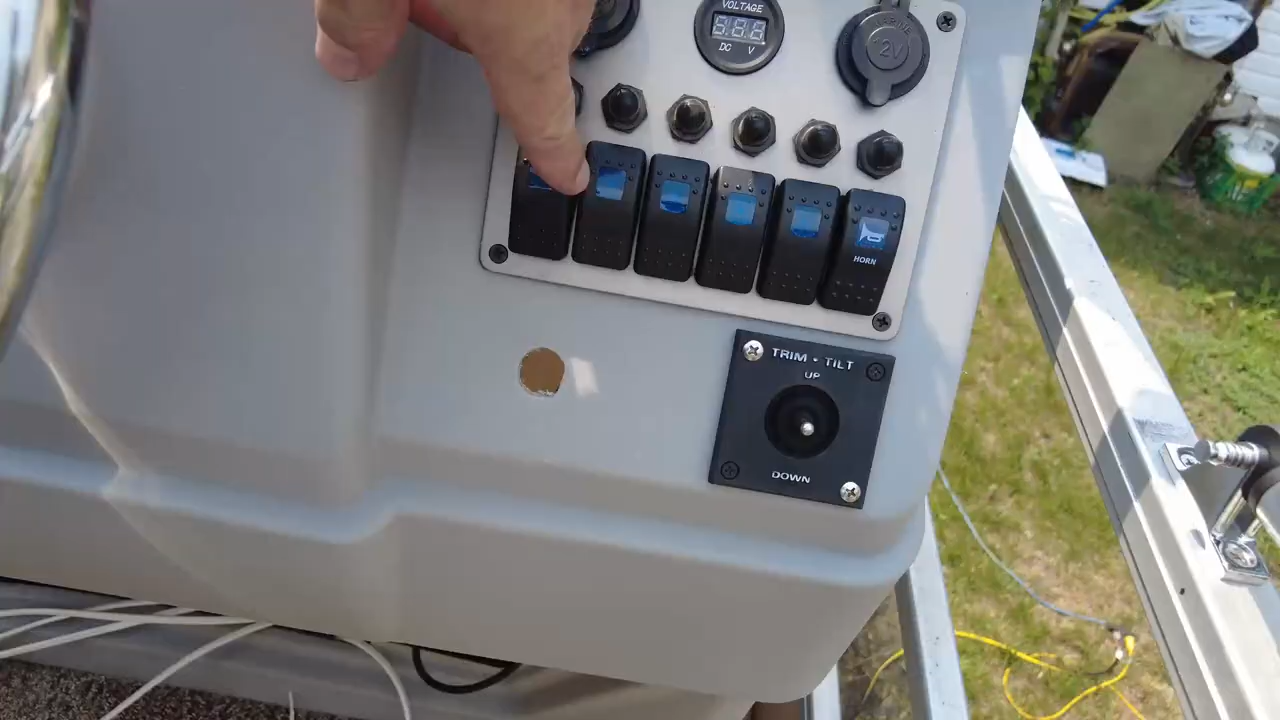 VOLTAGE
DC V
12V
HORN
TRIM • TILT
UP
DOWN